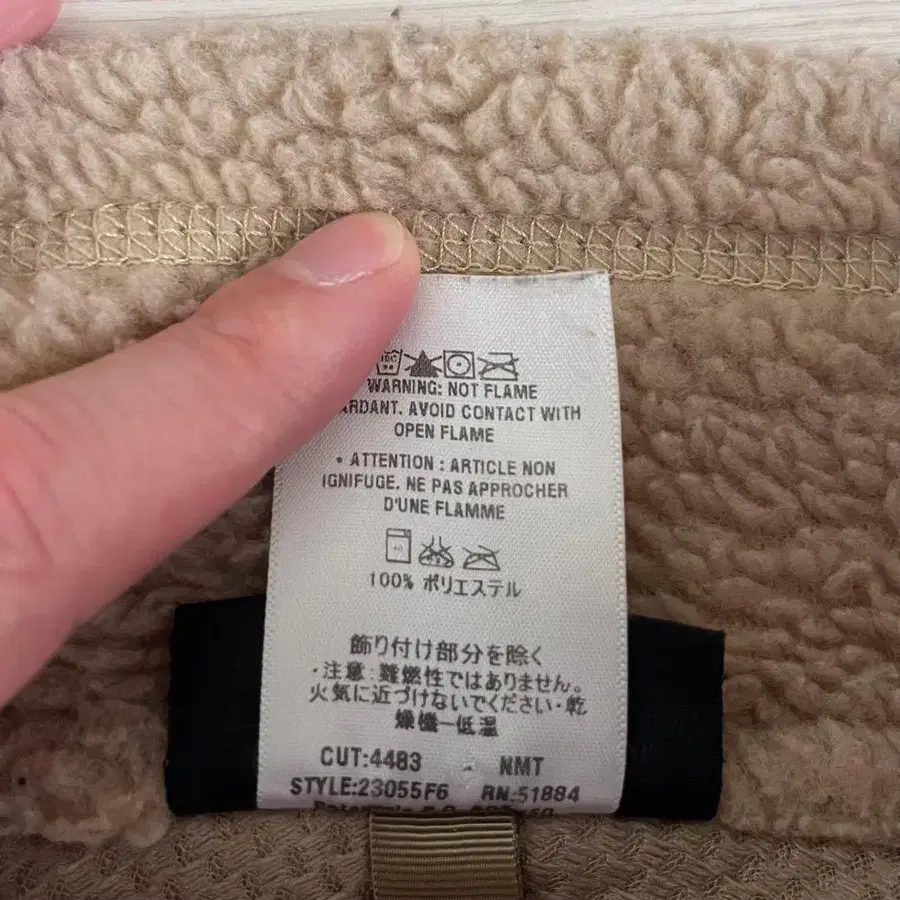 WARNING: NOT FLAME
ARDANT. AVOID CONTACT WITH
OPEN FLAME
• ATTENTION : ARTICLE NON
IGNIFUGE. NE PAS APPROCHER
D'UNE FLAMME
100% ポリエステル
飾り付け部分を除く
・注意：難燃性ではありません。
火気に近づけないでください・乾
燥機ー低温
CUT:4483 - NMT
STYLE:23055F6 RN:51884
Patagonia P.O.